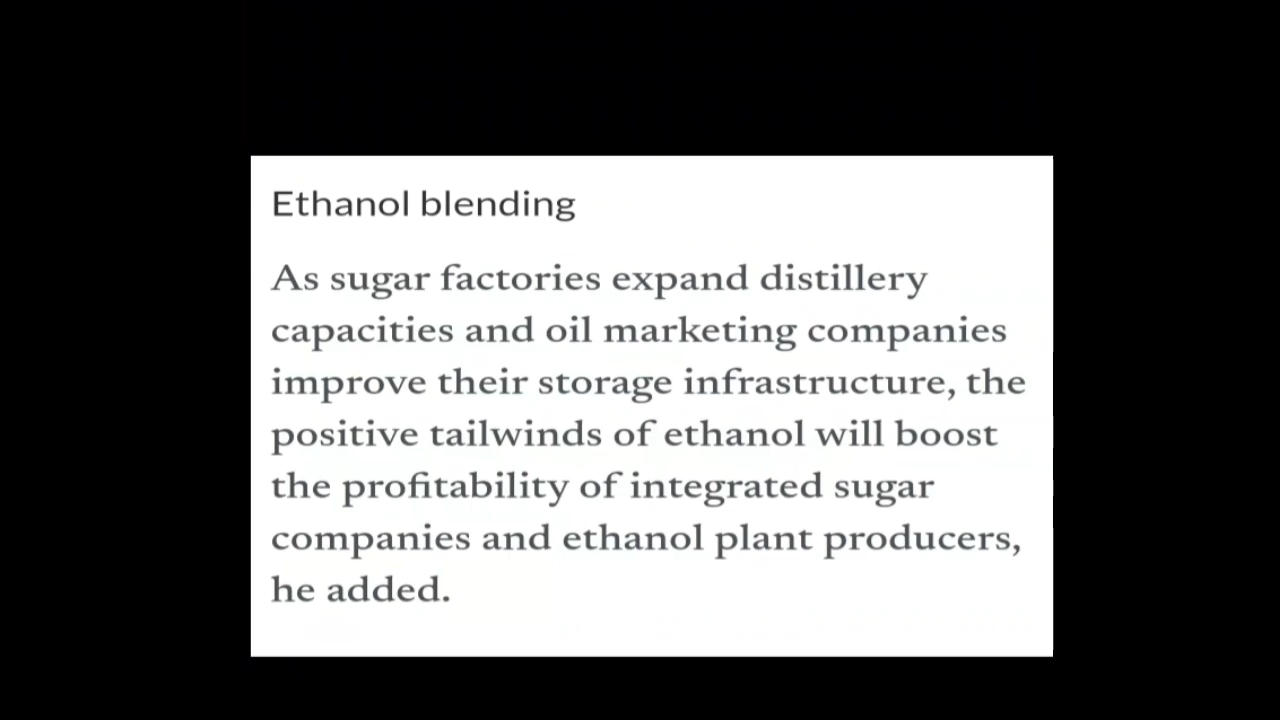 Ethanol blending
As sugar factories expand distillery
capacities and oil marketing companies
improve their storage infrastructure, the
positive tailwinds of ethanol will boost
the profitability of integrated sugar
companies and ethanol plant producers,
he added.